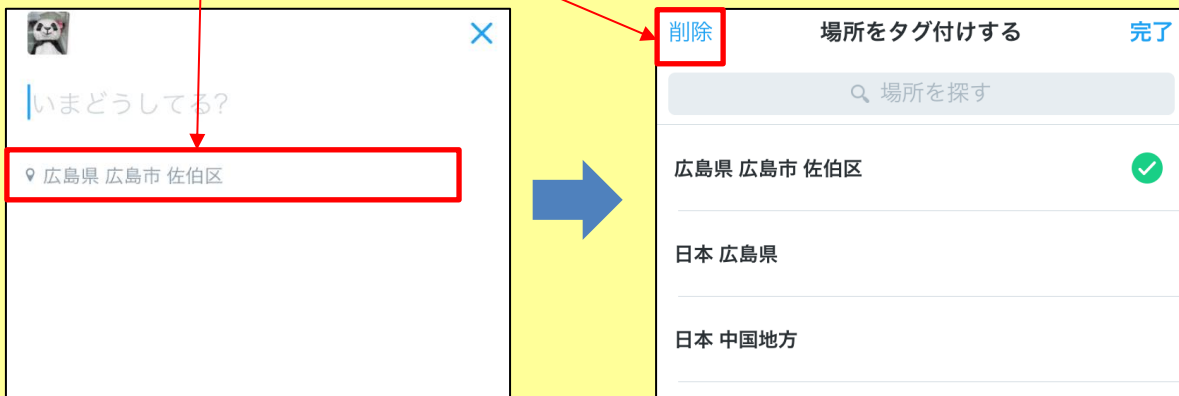 いまどうしてる?
広島県 広島市 佐伯区
削除 場所をタグ付けする 完了
場所を探す
広島県 広島市 佐伯区
日本 広島県
日本 中国地方